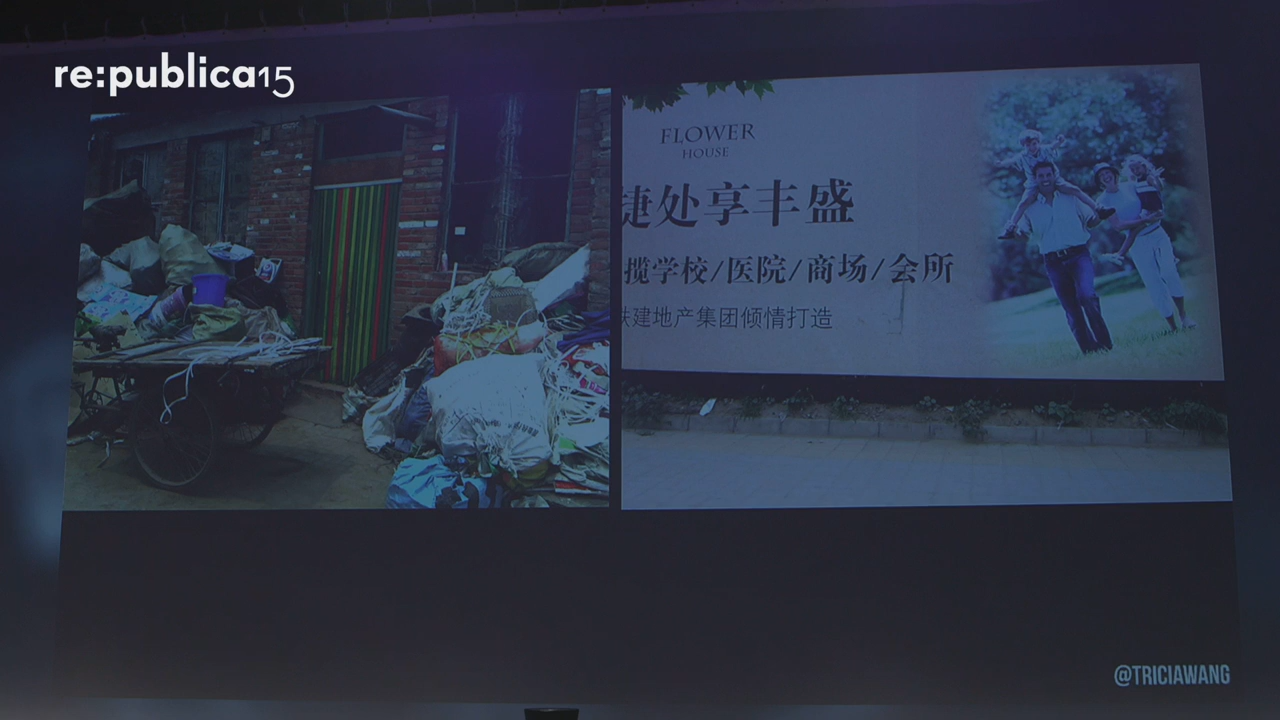 re:publica15
FLOWER
HOUSE
捷处享丰盛
揽学校/医院/商场/会所
铁建地产集团倾情打造
@TRICIAWANG